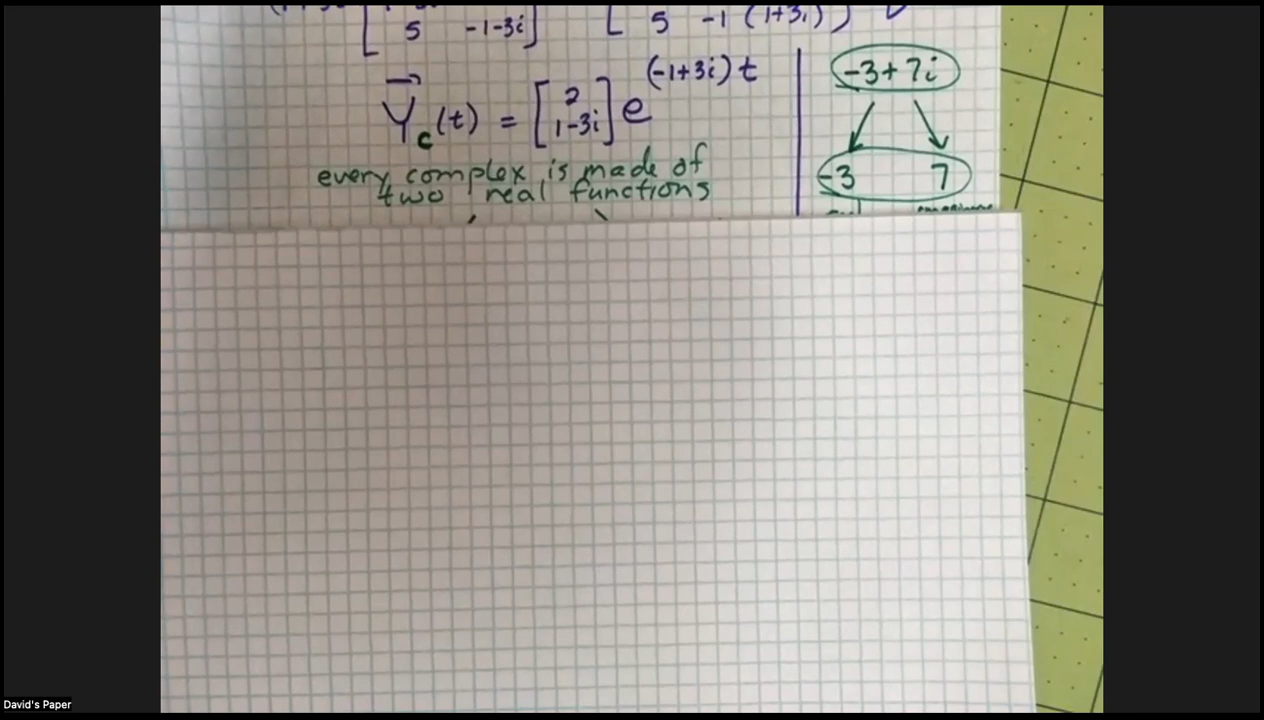 5 -1-3i] [ 5 -1 (1+3i)
Y_c(t) = [2
1-3i] e^(-1+3i)t
every complex is made of
two real functions
-3+7i
-3 7
David's Paper